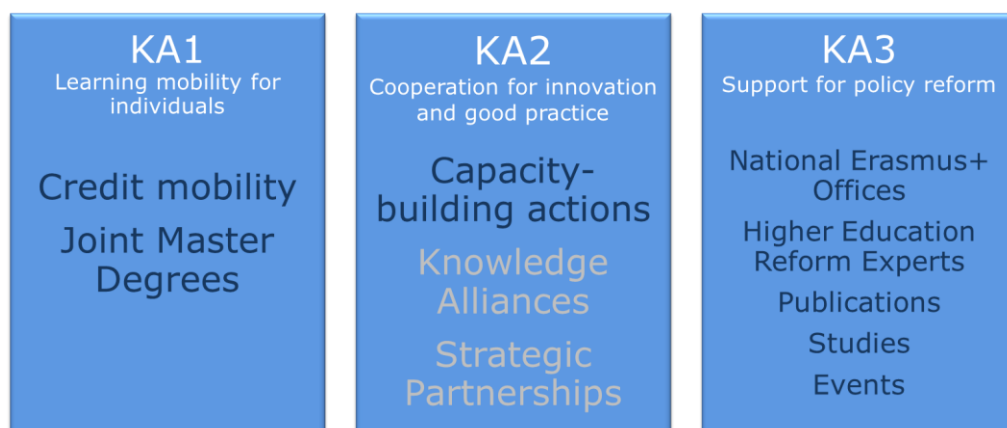 KA1
Learning mobility for
individuals
Credit mobility
Joint Master
Degrees
KA2
Cooperation for innovation
and good practice
Capacity-
building actions
Knowledge
Alliances
Strategic
Partnerships
KA3
Support for policy reform
National Erasmus+
Offices
Higher Education
Reform Experts
Publications
Studies
Events